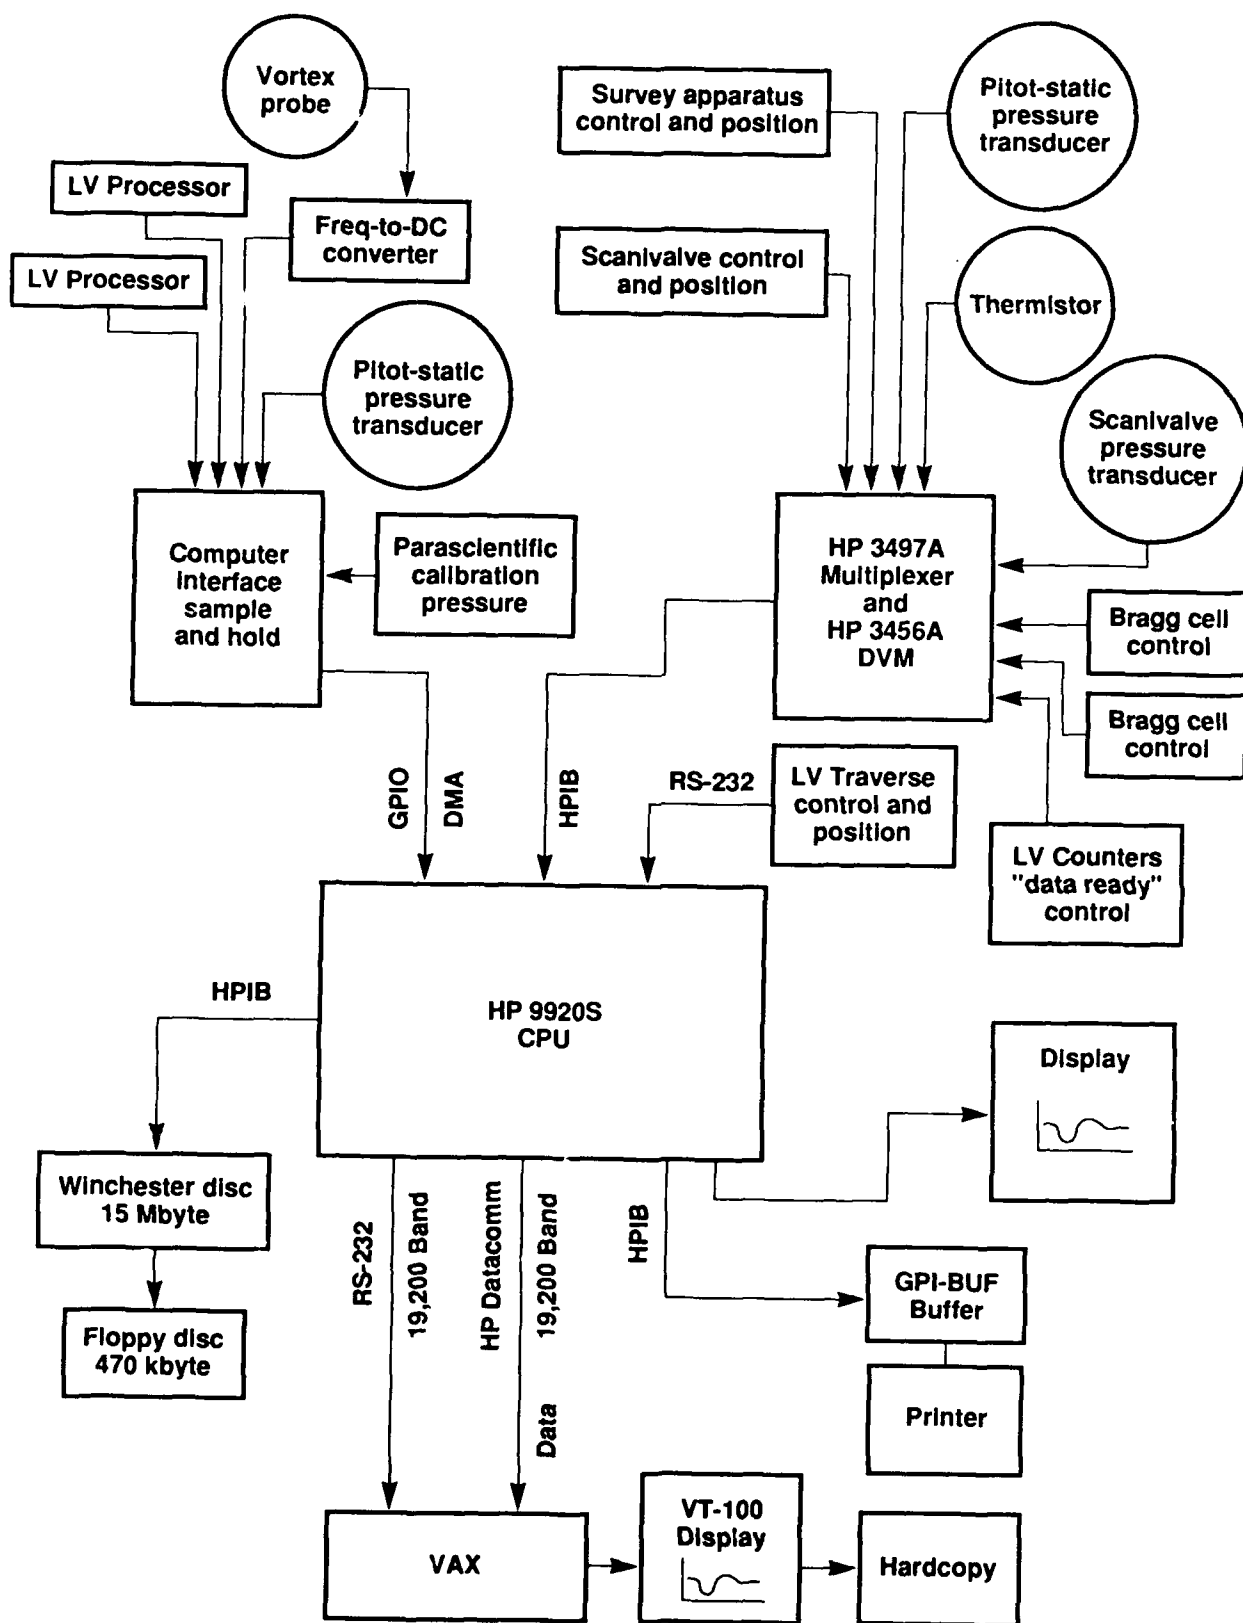 Vortex
probe
Survey apparatus
control and position
Pitot-static
pressure
transducer
LV Processor
Freq-to-DC
converter
LV Processor
Scanivalve control
and position
Thermistor
Pitot-static
pressure
transducer
Scanivalve
pressure
transducer
Computer
interface
sample
and hold
Parascientific
calibration
pressure
HP 3497A
Multiplexer
and
HP 3456A
DVM
Bragg cell
control
Bragg cell
control
GPIO
DMA
HPIB
RS-232
LV Traverse
control and
position
LV Counters
"data ready"
control
HPIB
HP 9920S
CPU
Display
Winchester disc
15 Mbyte
Floppy disc
470 kbyte
RS-232
19,200 Band
HP Datacomm
19,200 Band
Data
HPIB
GPI-BUF
Buffer
Printer
VAX
VT-100
Display
Hardcopy